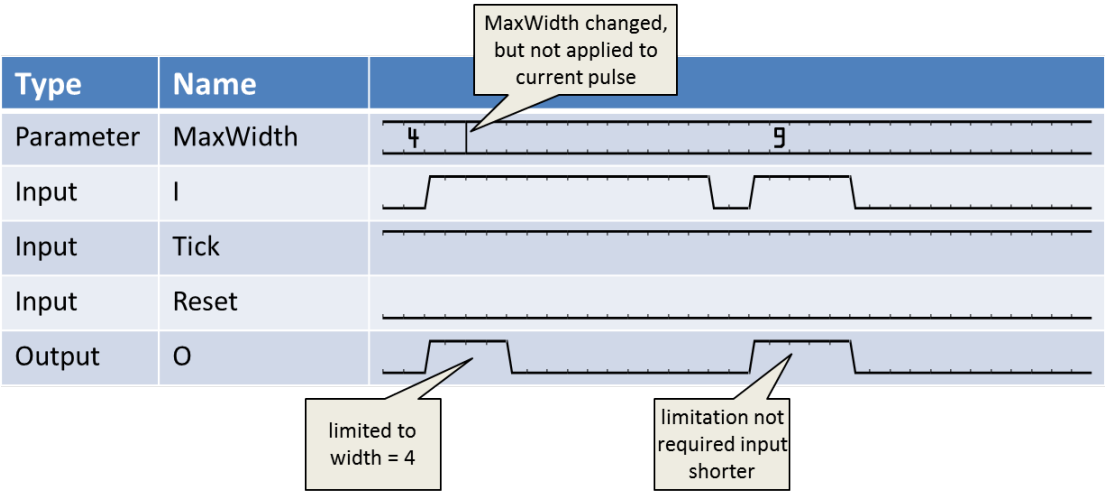 MaxWidth changed,
but not applied to
current pulse
Type Name
Parameter MaxWidth 4 9
Input I
Input Tick
Input Reset
Output O
limited to
width = 4
limitation not
required input
shorter